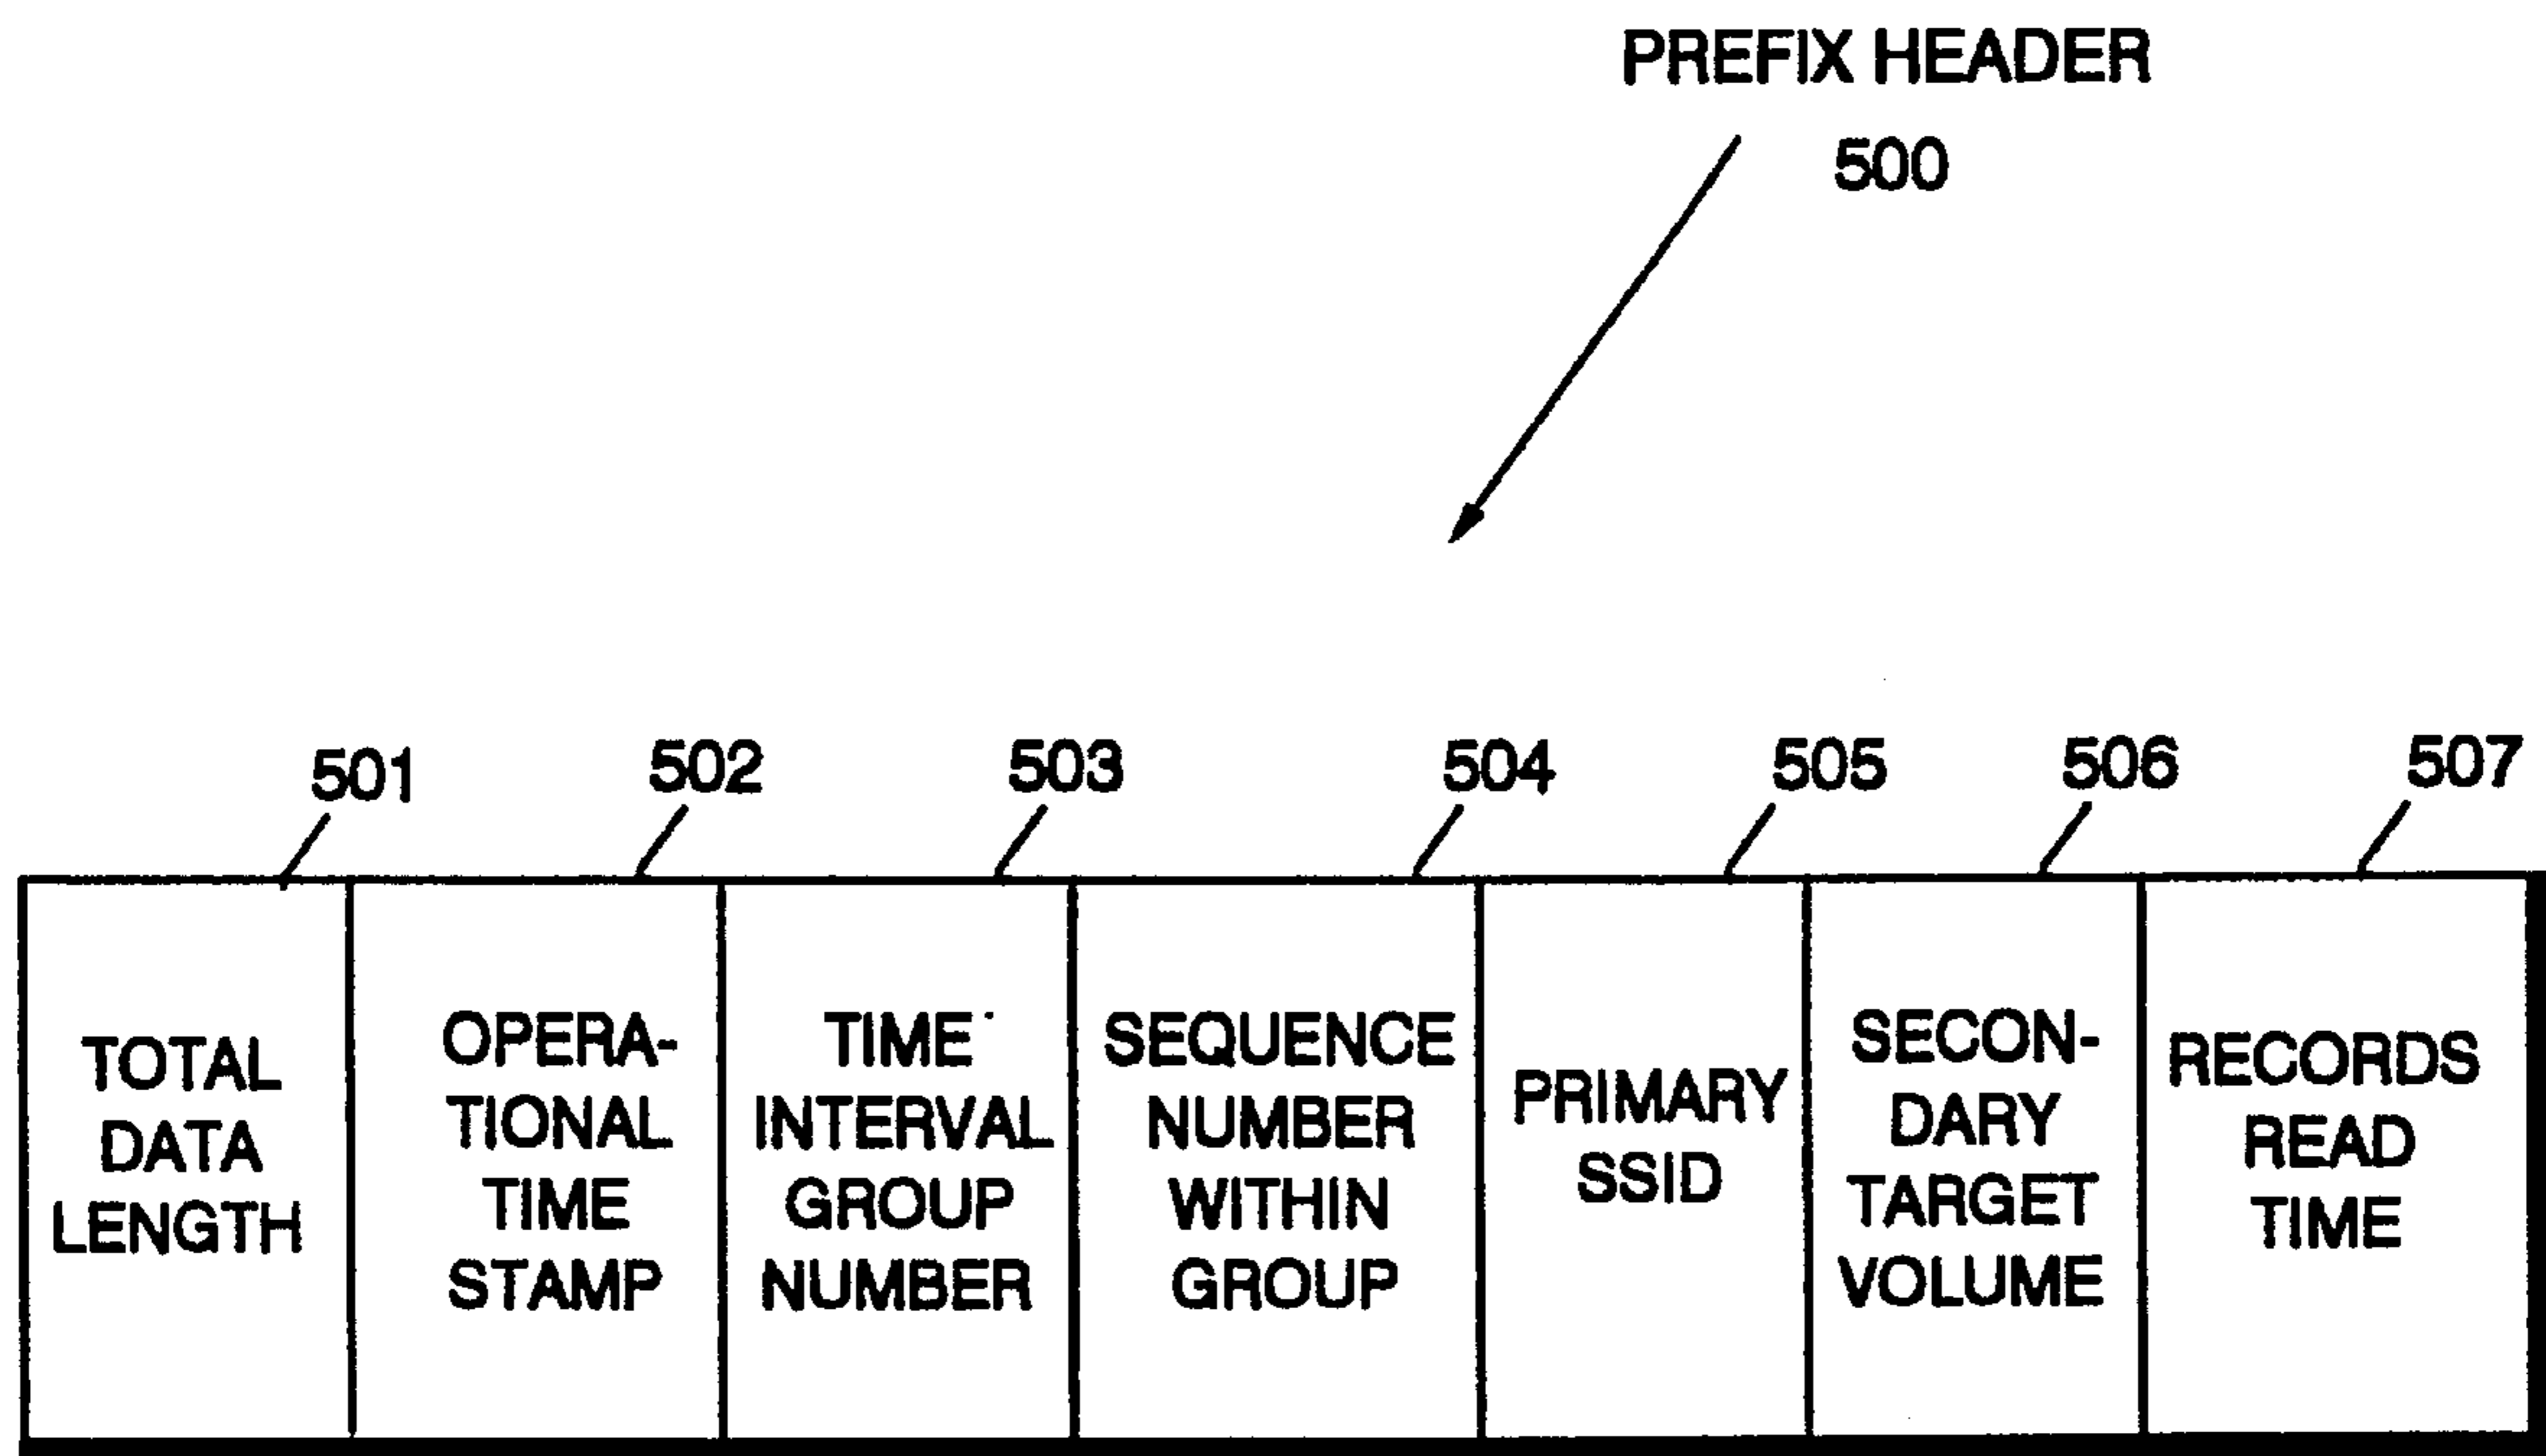 PREFIX HEADER
500
501
502
503
504
505
506
507
TOTAL
DATA
LENGTH
OPERA-
TIONAL
TIME
STAMP
TIME
INTERVAL
GROUP
NUMBER
SEQUENCE
NUMBER
WITHIN
GROUP
PRIMARY
SSID
SECON-
DARY
TARGET
VOLUME
RECORDS
READ
TIME